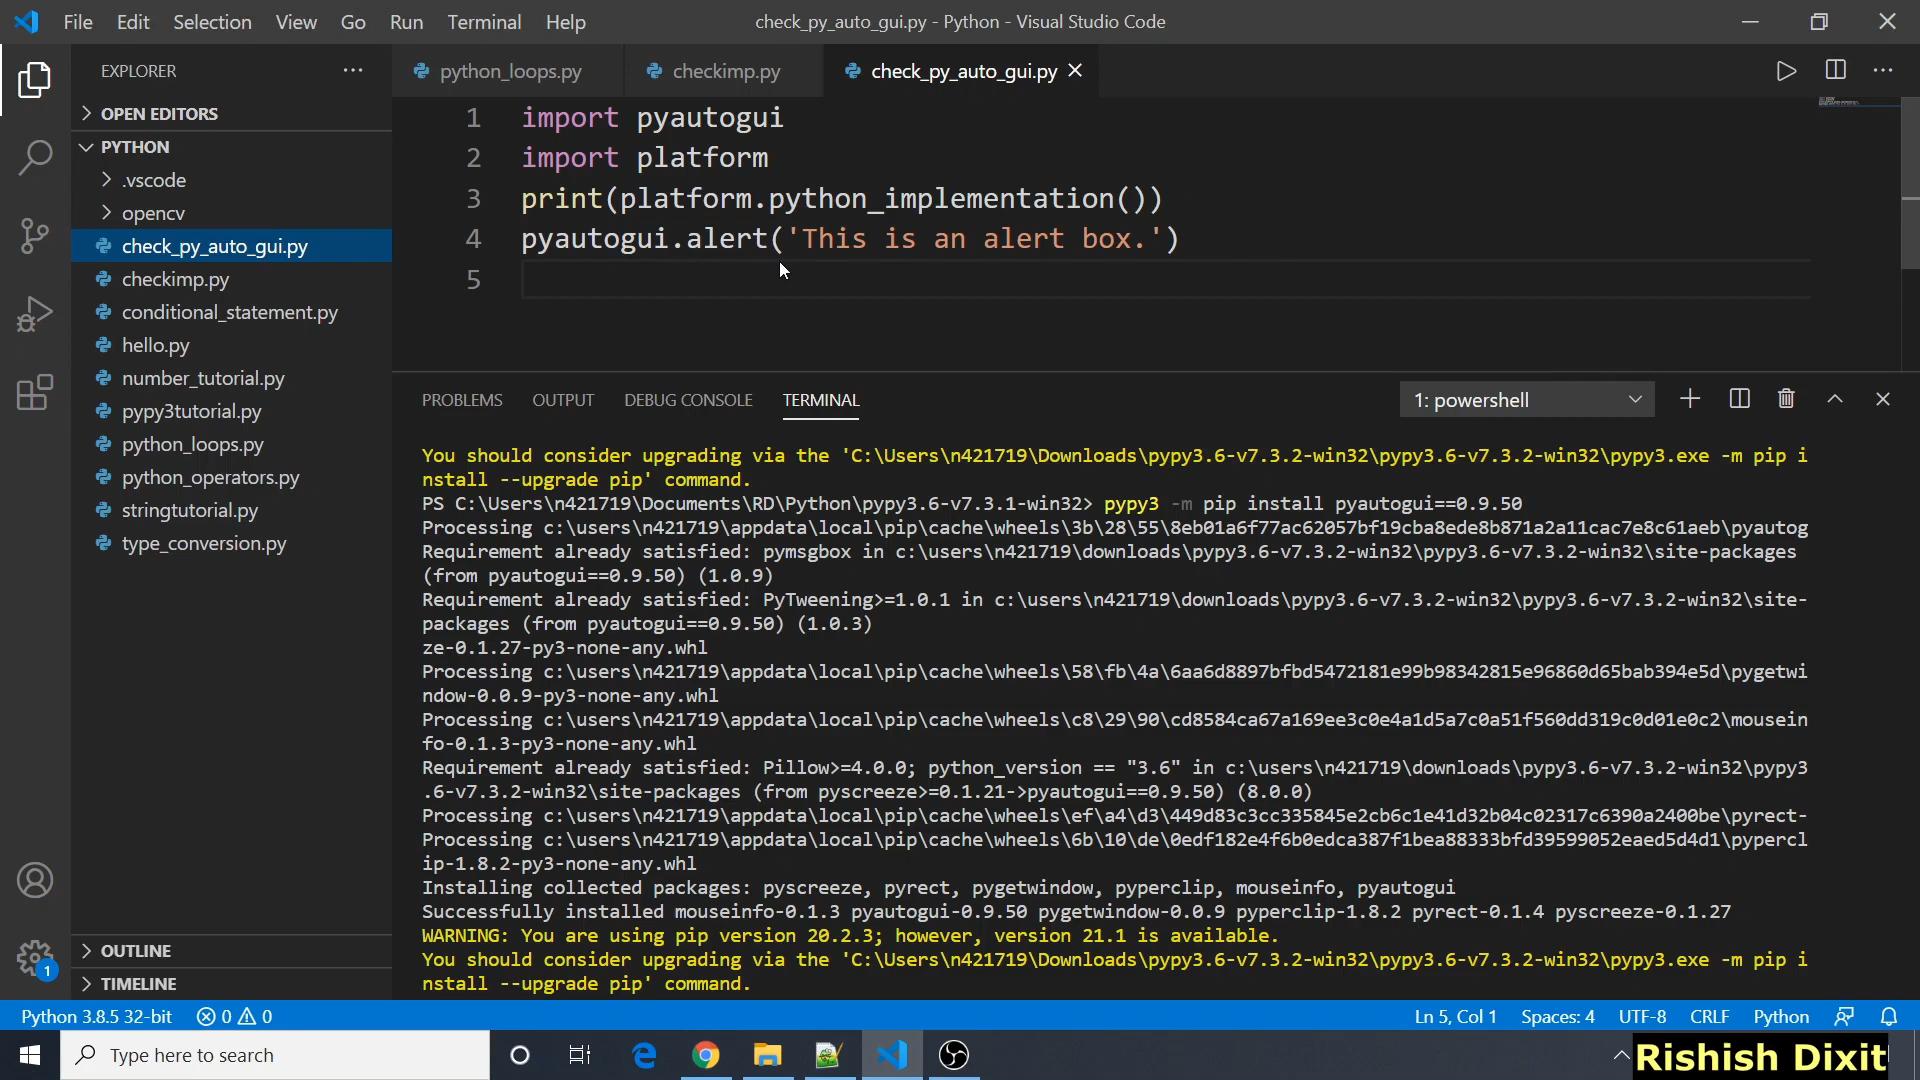 File Edit Selection View Go Run Terminal Help
check_py_auto_gui.py - Python - Visual Studio Code
EXPLORER
OPEN EDITORS
PYTHON
.vscode
opencv
check_py_auto_gui.py
checkimp.py
conditional_statement.py
hello.py
number_tutorial.py
pypy3tutorial.py
python_loops.py
python_operators.py
stringtutorial.py
type_conversion.py
OUTLINE
TIMELINE
1
python_loops.py checkimp.py check_py_auto_gui.py
1 import pyautogui
2 import platform
3 print(platform.python_implementation())
4 pyautogui.alert('This is an alert box.')
5
PROBLEMS OUTPUT DEBUG CONSOLE TERMINAL
1: powershell
You should consider upgrading via the 'C:\Users\n421719\Downloads\pypy3.6-v7.3.2-win32\pypy3.6-v7.3.2-win32\pypy3.exe -m pip i
nstall --upgrade pip' command.
PS C:\Users\n421719\Documents\RD\Python\pypy3.6-v7.3.1-win32> pypy3 -m pip install pyautogui==0.9.50
Processing c:\users\n421719\appdata\local\pip\cache\wheels\3b\28\55\8eb01a6f77ac62057bf19cba8ede8b871a2a11cac7e8c61aeb\pyautog
Requirement already satisfied: pymsgbox in c:\users\n421719\downloads\pypy3.6-v7.3.2-win32\pypy3.6-v7.3.2-win32\site-packages
(from pyautogui==0.9.50) (1.0.9)
Requirement already satisfied: PyTweening>=1.0.1 in c:\users\n421719\downloads\pypy3.6-v7.3.2-win32\pypy3.6-v7.3.2-win32\site-
packages (from pyautogui==0.9.50) (1.0.3)
ze-0.1.27-py3-none-any.whl
Processing c:\users\n421719\appdata\local\pip\cache\wheels\58\fb\4a\6aa6d8897bfbd5472181e99b98342815e96860d65bab394e5d\pygetwi
ndow-0.0.9-py3-none-any.whl
Processing c:\users\n421719\appdata\local\pip\cache\wheels\c8\29\90\cd8584ca67a169ee3c0e4a1d5a7c0a51f560dd319c0d01e0c2\mousein
fo-0.1.3-py3-none-any.whl
Requirement already satisfied: Pillow>=4.0.0; python_version == "3.6" in c:\users\n421719\downloads\pypy3.6-v7.3.2-win32\pypy3
.6-v7.3.2-win32\site-packages (from pyscreeze>=0.1.21->pyautogui==0.9.50) (8.0.0)
Processing c:\users\n421719\appdata\local\pip\cache\wheels\ef\a4\d3\449d83c3cc335845e2cb6c1e41d32b04c02317c6390a2400be\pyrect-
Processing c:\users\n421719\appdata\local\pip\cache\wheels\6b\10\de\0edf182e4f6b0edca387f1bea88333bfd39599052eaed5d4d1\pypercl
ip-1.8.2-py3-none-any.whl
Installing collected packages: pyscreeze, pyrect, pygetwindow, pyperclip, mouseinfo, pyautogui
Successfully installed mouseinfo-0.1.3 pyautogui-0.9.50 pygetwindow-0.0.9 pyperclip-1.8.2 pyrect-0.1.4 pyscreeze-0.1.27
WARNING: You are using pip version 20.2.3; however, version 21.1 is available.
You should consider upgrading via the 'C:\Users\n421719\Downloads\pypy3.6-v7.3.2-win32\pypy3.6-v7.3.2-win32\pypy3.exe -m pip i
nstall --upgrade pip' command.
Python 3.8.5 32-bit 0 0 Ln 5, Col 1 Spaces: 4 UTF-8 CRLF Python
Type here to search
Rishish Dixit